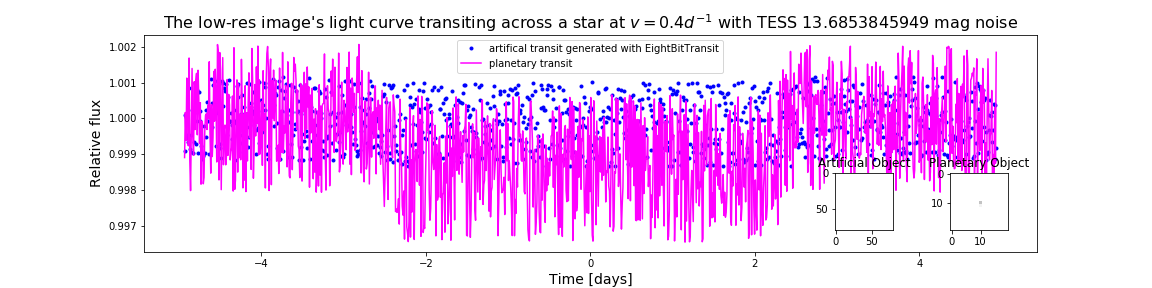 The low-res image's light curve transiting across a star at v = 0.4d⁻¹ with TESS 13.6853845949 mag noise
artifical transit generated with EightBitTransit
planetary transit
Relative flux
1.002
1.001
1.000
0.999
0.998
0.997
−4
−2
0
2
4
Time [days]
Artificial Object
0
50
0
50
Planetary Object
0
10
0
10